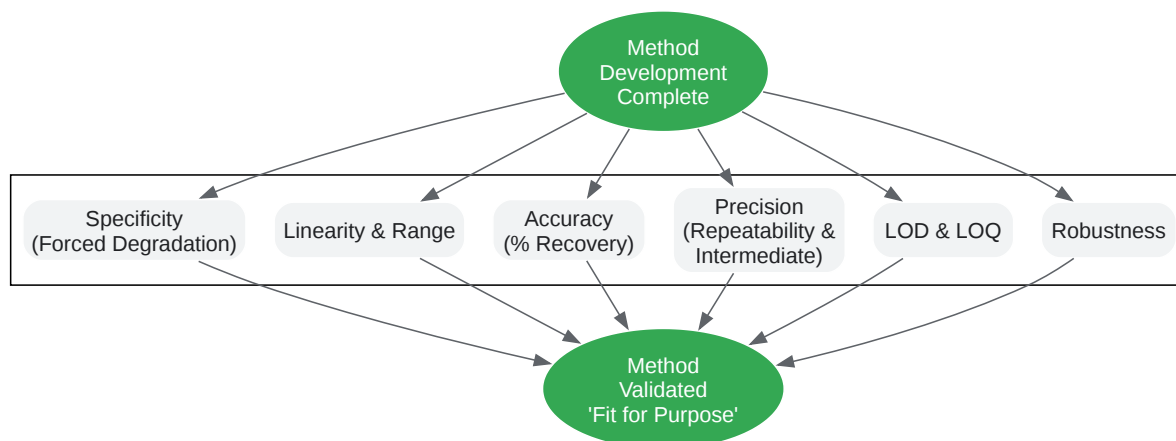 Method
Development
Complete
Specificity
(Forced Degradation)
Linearity & Range
Accuracy
(% Recovery)
Precision
(Repeatability &
Intermediate)
LOD & LOQ
Robustness
Method
Validated
'Fit for Purpose'